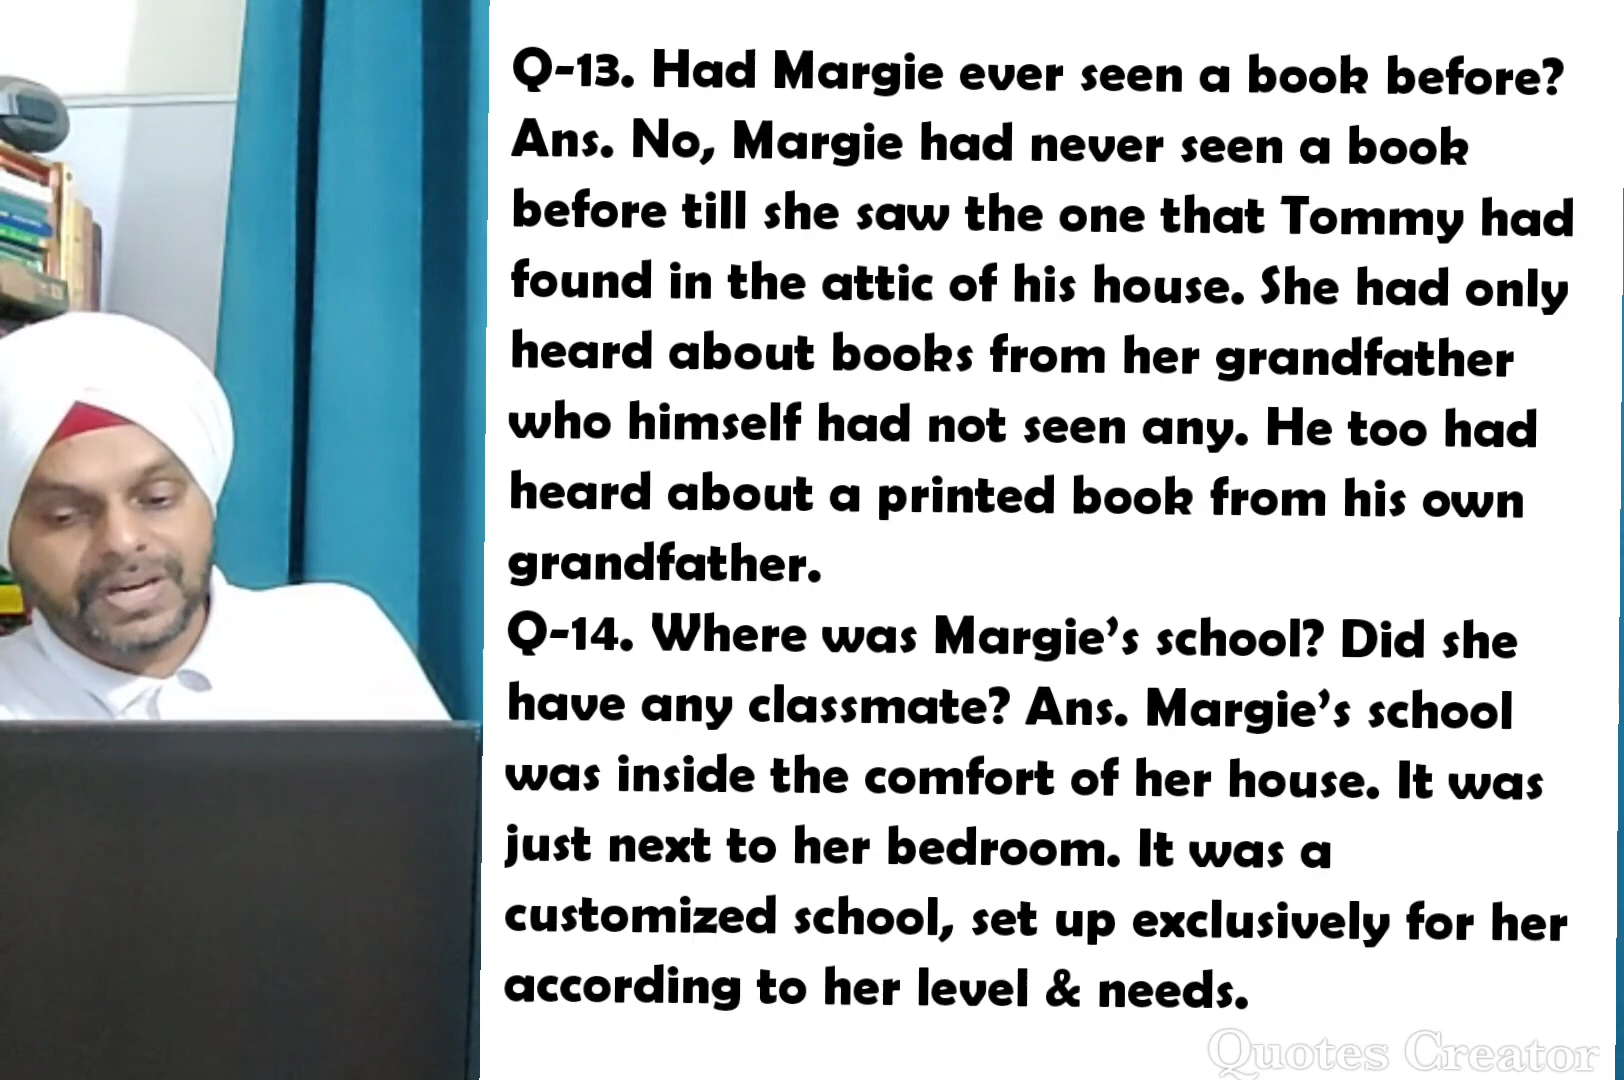 Q-13. Had Margie ever seen a book before?
Ans. No, Margie had never seen a book
before till she saw the one that Tommy had
found in the attic of his house. She had only
heard about books from her grandfather
who himself had not seen any. He too had
heard about a printed book from his own
grandfather.
Q-14. Where was Margie’s school? Did she
have any classmate? Ans. Margie’s school
was inside the comfort of her house. It was
just next to her bedroom. It was a
customized school, set up exclusively for her
according to her level & needs.
Quotes Creator